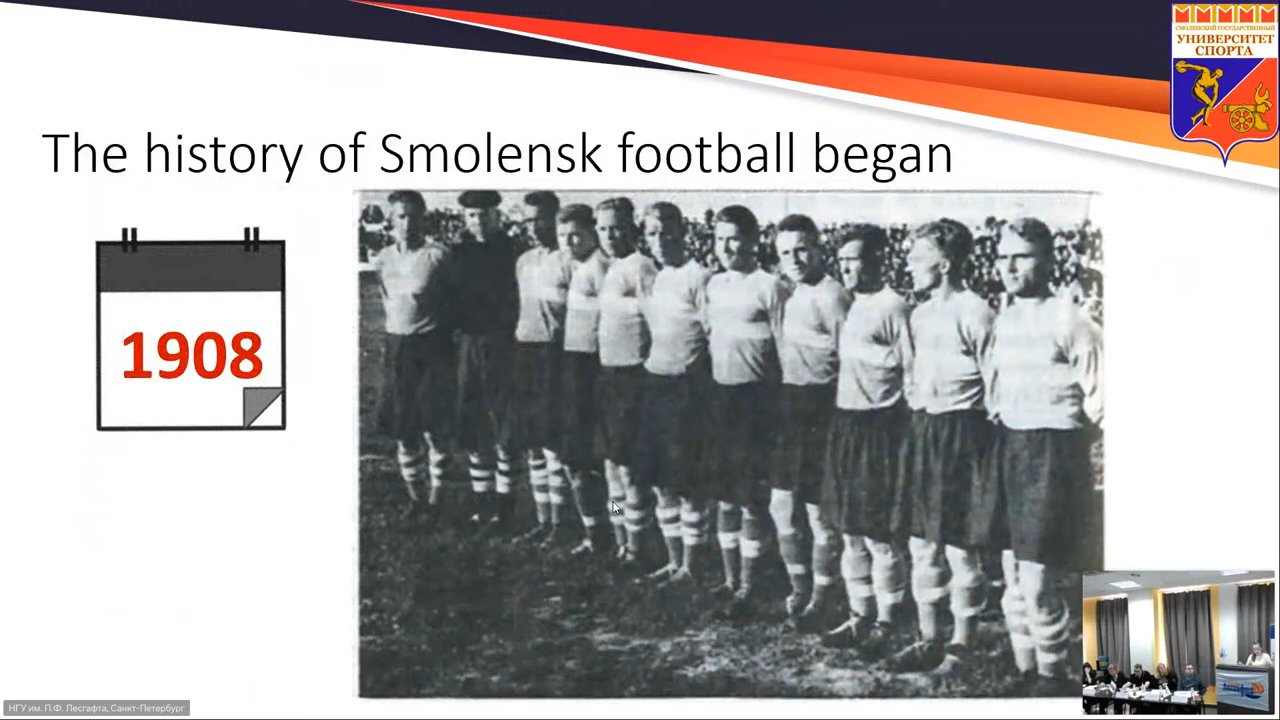 СМОЛЕНСКИЙ ГОСУДАРСТВЕННЫЙ
УНИВЕРСИТЕТ
СПОРТА
The history of Smolensk football began
1908
НГУ им. П.Ф. Лесгафта, Санкт-Петербург